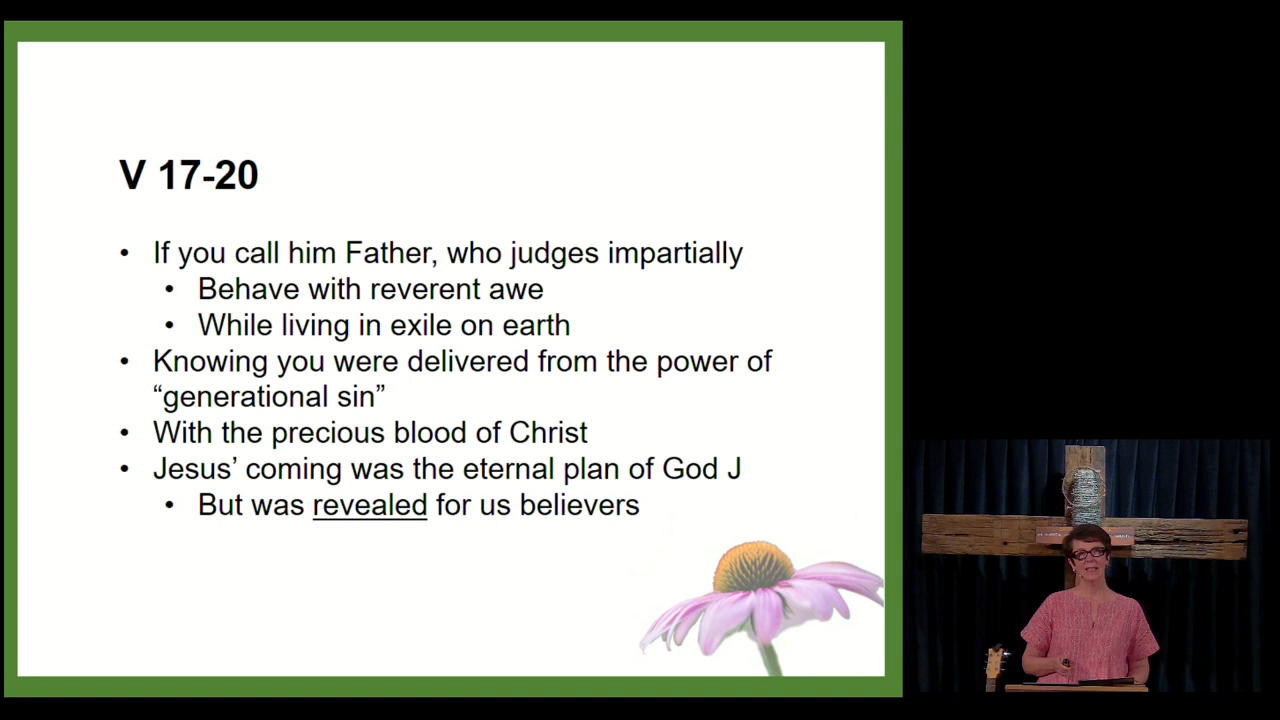 V 17-20
• If you call him Father, who judges impartially
• Behave with reverent awe
• While living in exile on earth
• Knowing you were delivered from the power of
“generational sin”
• With the precious blood of Christ
• Jesus’ coming was the eternal plan of God J
• But was revealed for us believers